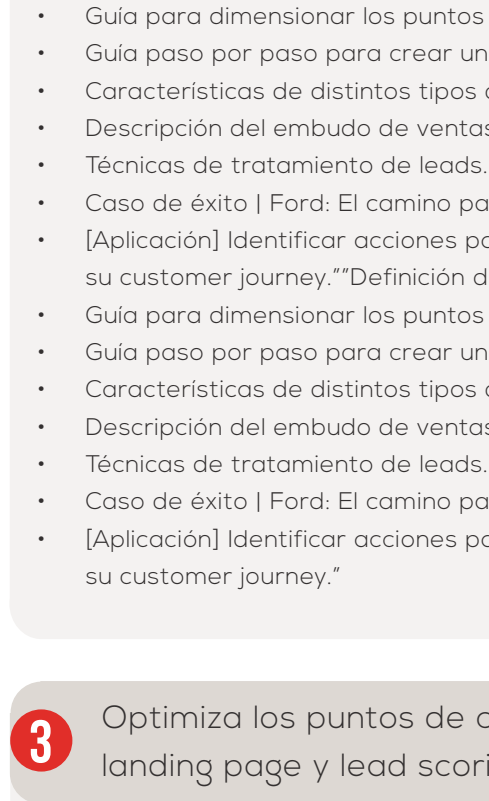 • Guía para dimensionar los puntos
• Guía paso por paso para crear un
• Características de distintos tipos
• Descripción del embudo de ventas
• Técnicas de tratamiento de leads.
• Caso de éxito | Ford: El camino pa
• [Aplicación] Identificar acciones
su customer journey.””Definición d
• Guía para dimensionar los puntos
• Guía paso por paso para crear un
• Características de distintos tipos
• Descripción del embudo de ventas
• Técnicas de tratamiento de leads.
• Caso de éxito | Ford: El camino pa
• [Aplicación] Identificar acciones
su customer journey.”
3
Optimiza los puntos de
landing page y lead scori